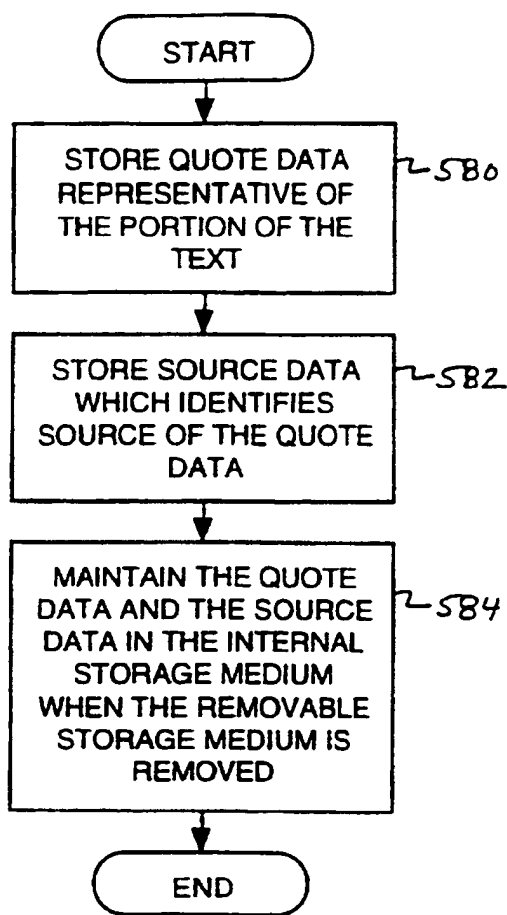 START
STORE QUOTE DATA
REPRESENTATIVE OF
THE PORTION OF THE
TEXT
580
STORE SOURCE DATA
WHICH IDENTIFIES
SOURCE OF THE QUOTE
DATA
582
MAINTAIN THE QUOTE
DATA AND THE SOURCE
DATA IN THE INTERNAL
STORAGE MEDIUM
WHEN THE REMOVABLE
STORAGE MEDIUM IS
REMOVED
584
END